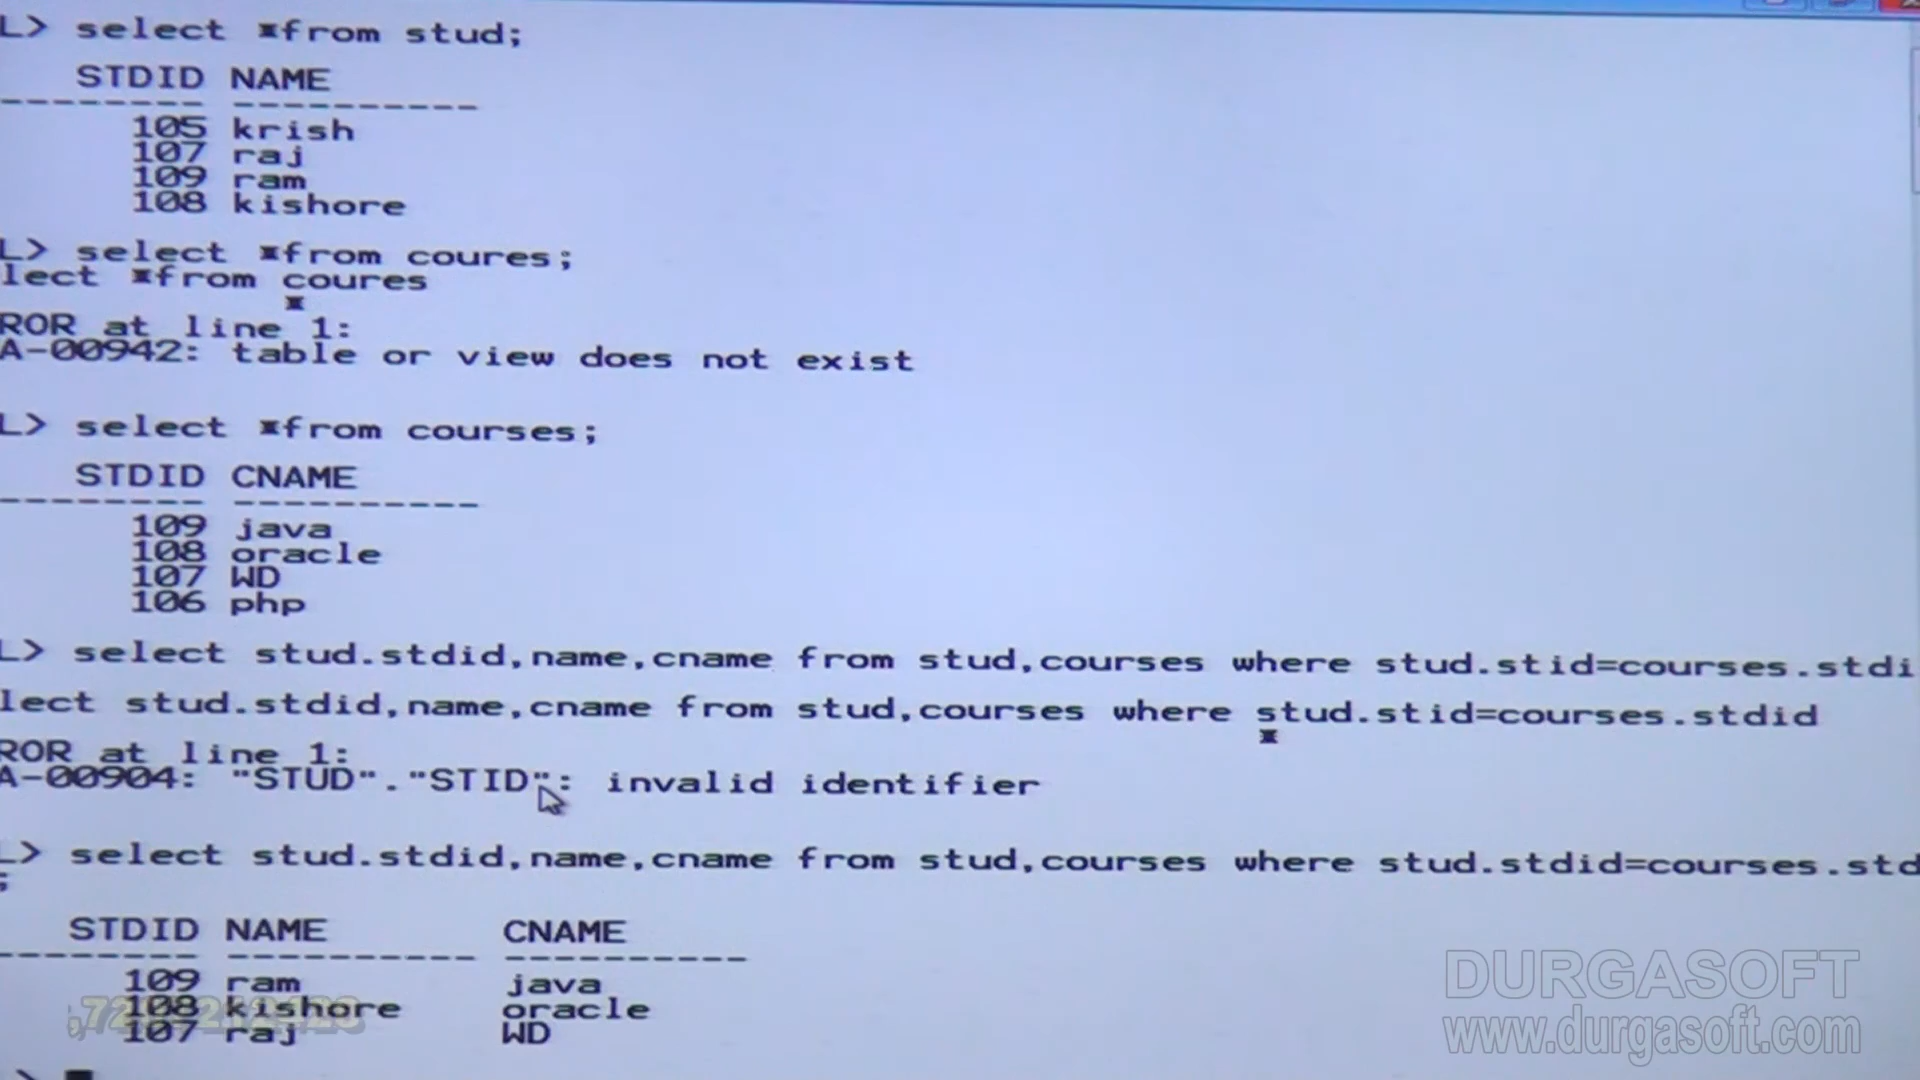 L> select *from stud;
STDID NAME
-------- ----------
105 krish
107 raj
109 ram
108 kishore
L> select *from coures;
lect *from coures
*
ROR at line 1:
A-00942: table or view does not exist
L> select *from courses;
STDID CNAME
-------- ----------
109 java
108 oracle
107 WD
106 php
L> select stud.stdid,name,cname from stud,courses where stud.stid=courses.stdi
lect stud.stdid,name,cname from stud,courses where stud.stid=courses.stdid
*
ROR at line 1:
A-00904: "STUD"."STID": invalid identifier
L> select stud.stdid,name,cname from stud,courses where stud.stdid=courses.std
;
STDID NAME CNAME
-------- ---------- ----------
109 ram java
108 kishore oracle
107 raj WD
>
DURGASOFT
www.durgasoft.com